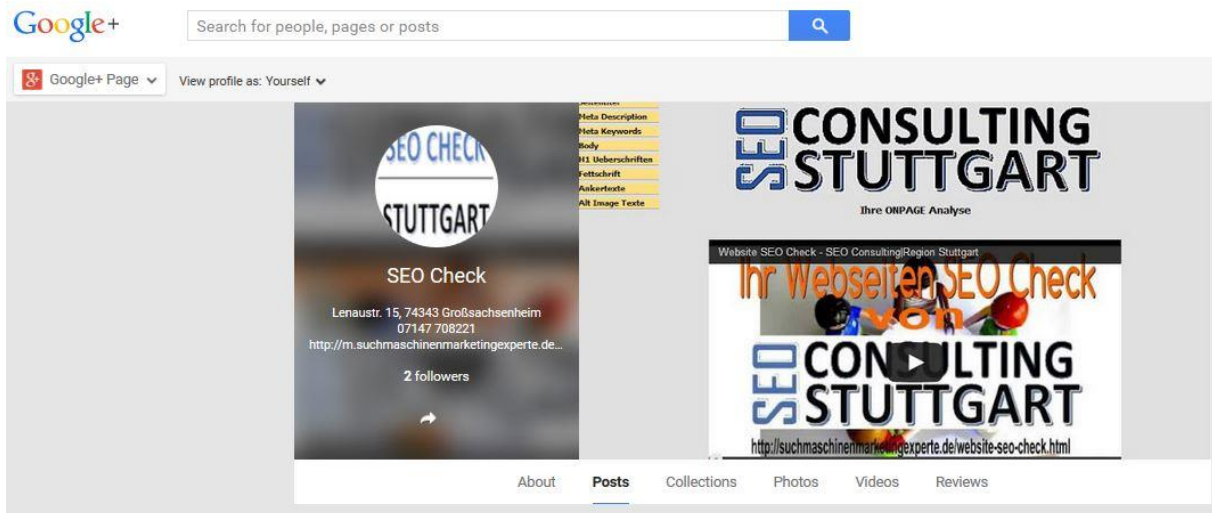 Google+
Search for people, pages or posts
Google+ Page
View profile as: Yourself
SEO CHECK
STUTTGART
SEO Check
Lenaustr. 15, 74343 Großsachsenheim
07147 708221
http://m.suchmaschinenmarketingexperte.de...
2 followers
Meta Description
Meta Keywords
Body
H1 Ueberschriften
Fettschrift
Ankertexte
Alt Image Texte
SEO CONSULTING
STUTTGART
Ihre ONPAGE Analyse
Website SEO Check - SEO Consulting|Region Stuttgart
Ihr Webseiten SEO Check
von
SEO CONSULTING
STUTTGART
http://suchmaschinenmarketingexperte.de/website-seo-check.html
About Posts Collections Photos Videos Reviews